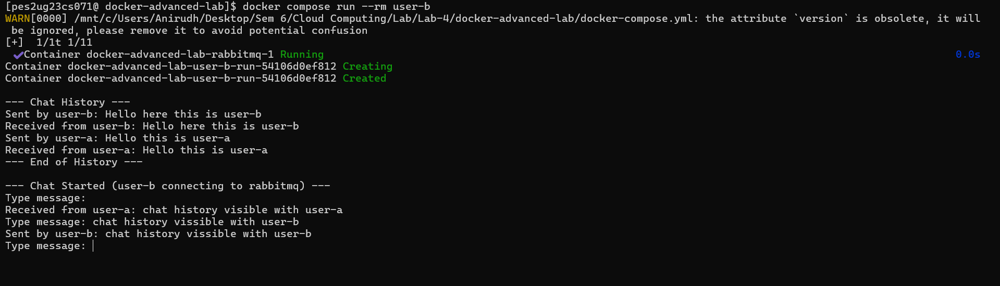 [pes2ug23cs071@ docker-advanced-lab]$ docker compose run --rm user-b
WARN[0000] /mnt/c/Users/Anirudh/Desktop/Sem 6/Cloud Computing/Lab/Lab-4/docker-advanced-lab/docker-compose.yml: the attribute `version` is obsolete, it will
be ignored, please remove it to avoid potential confusion
[+]  1/1t 1/11
✔Container docker-advanced-lab-rabbitmq-1 Running 0.0s
Container docker-advanced-lab-user-b-run-54106d0ef812 Creating
Container docker-advanced-lab-user-b-run-54106d0ef812 Created
--- Chat History ---
Sent by user-b: Hello here this is user-b
Received from user-b: Hello here this is user-b
Sent by user-a: Hello this is user-a
Received from user-a: Hello this is user-a
--- End of History ---
--- Chat Started (user-b connecting to rabbitmq) ---
Type message:
Received from user-a: chat history visible with user-a
Type message: chat history vissible with user-b
Sent by user-b: chat history vissible with user-b
Type message: